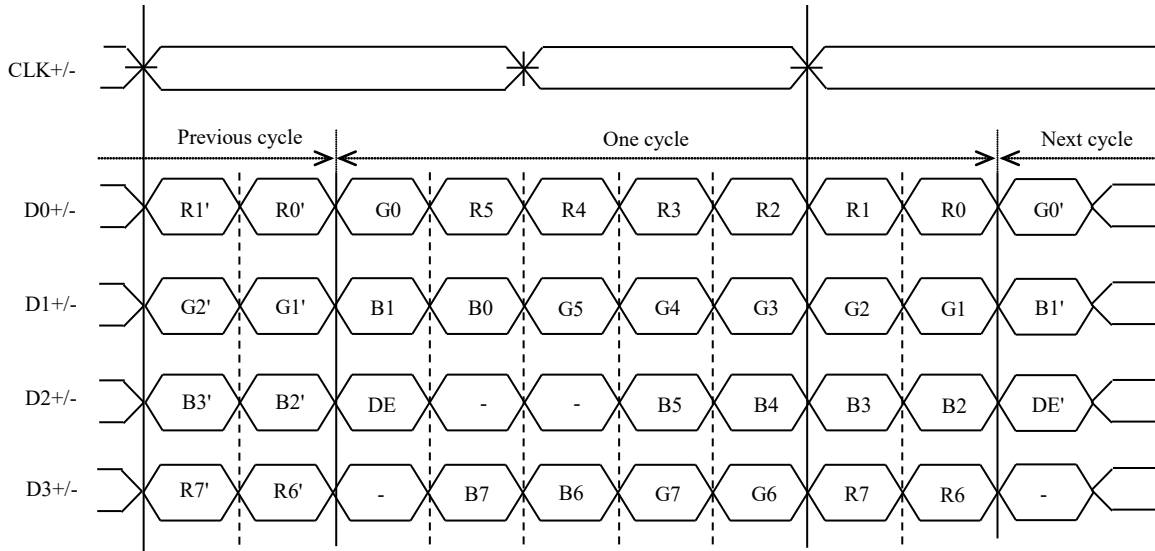 CLK+/-
Previous cycle One cycle Next cycle
D0+/- R1' R0' G0 R5 R4 R3 R2 R1 R0 G0'
D1+/- G2' G1' B1 B0 G5 G4 G3 G2 G1 B1'
D2+/- B3' B2' DE - - B5 B4 B3 B2 DE'
D3+/- R7' R6' - B7 B6 G7 G6 R7 R6 -